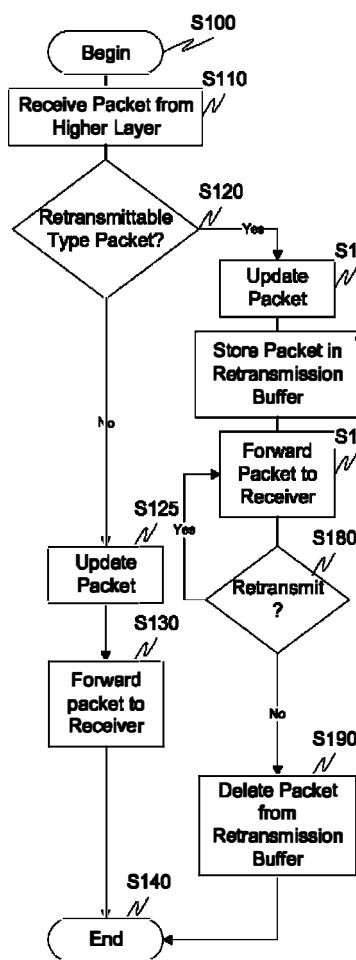 S100
Begin
S110
Receive Packet from
Higher Layer
S120
Retransmittable
Type Packet?
Yes
Update
Packet
Store Packet in
Retransmission
Buffer
Forward
Packet to
Receiver
Yes
S180
Retransmit
?
No
S190
Delete Packet
from
Retransmission
Buffer
No
S125
Update
Packet
S130
Forward
packet to
Receiver
S140
End